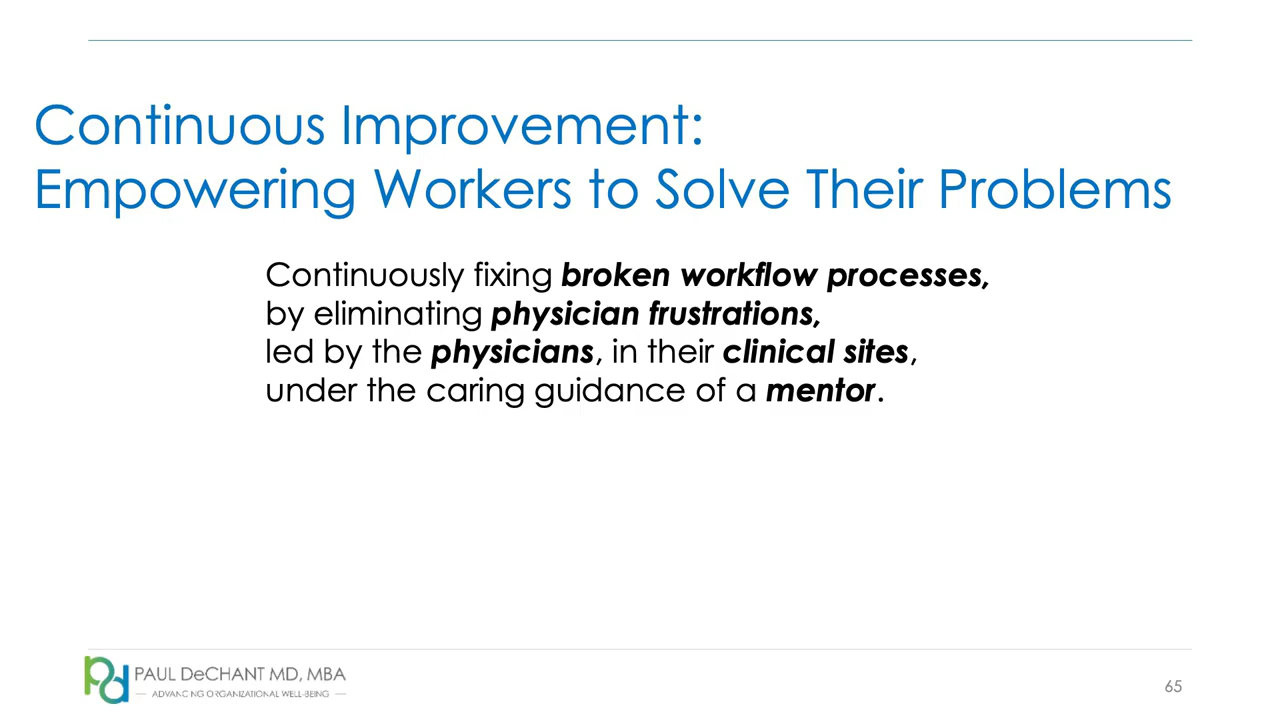 Continuous Improvement:
Empowering Workers to Solve Their Problems
Continuously fixing broken workflow processes,
by eliminating physician frustrations,
led by the physicians, in their clinical sites,
under the caring guidance of a mentor.
pd
PAUL DeCHANT MD, MBA
ADVANCING ORGANIZATIONAL WELL-BEING
65